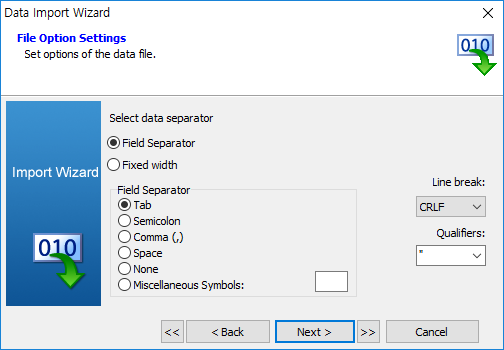 Data Import Wizard
File Option Settings
Set options of the data file.
010
Import Wizard
010
Select data separator
Field Separator
Fixed width
Field Separator
Tab
Semicolon
Comma (,)
Space
None
Miscellaneous Symbols:
Line break:
CRLF
Qualifiers:
"
<<
< Back
Next >
>>
Cancel